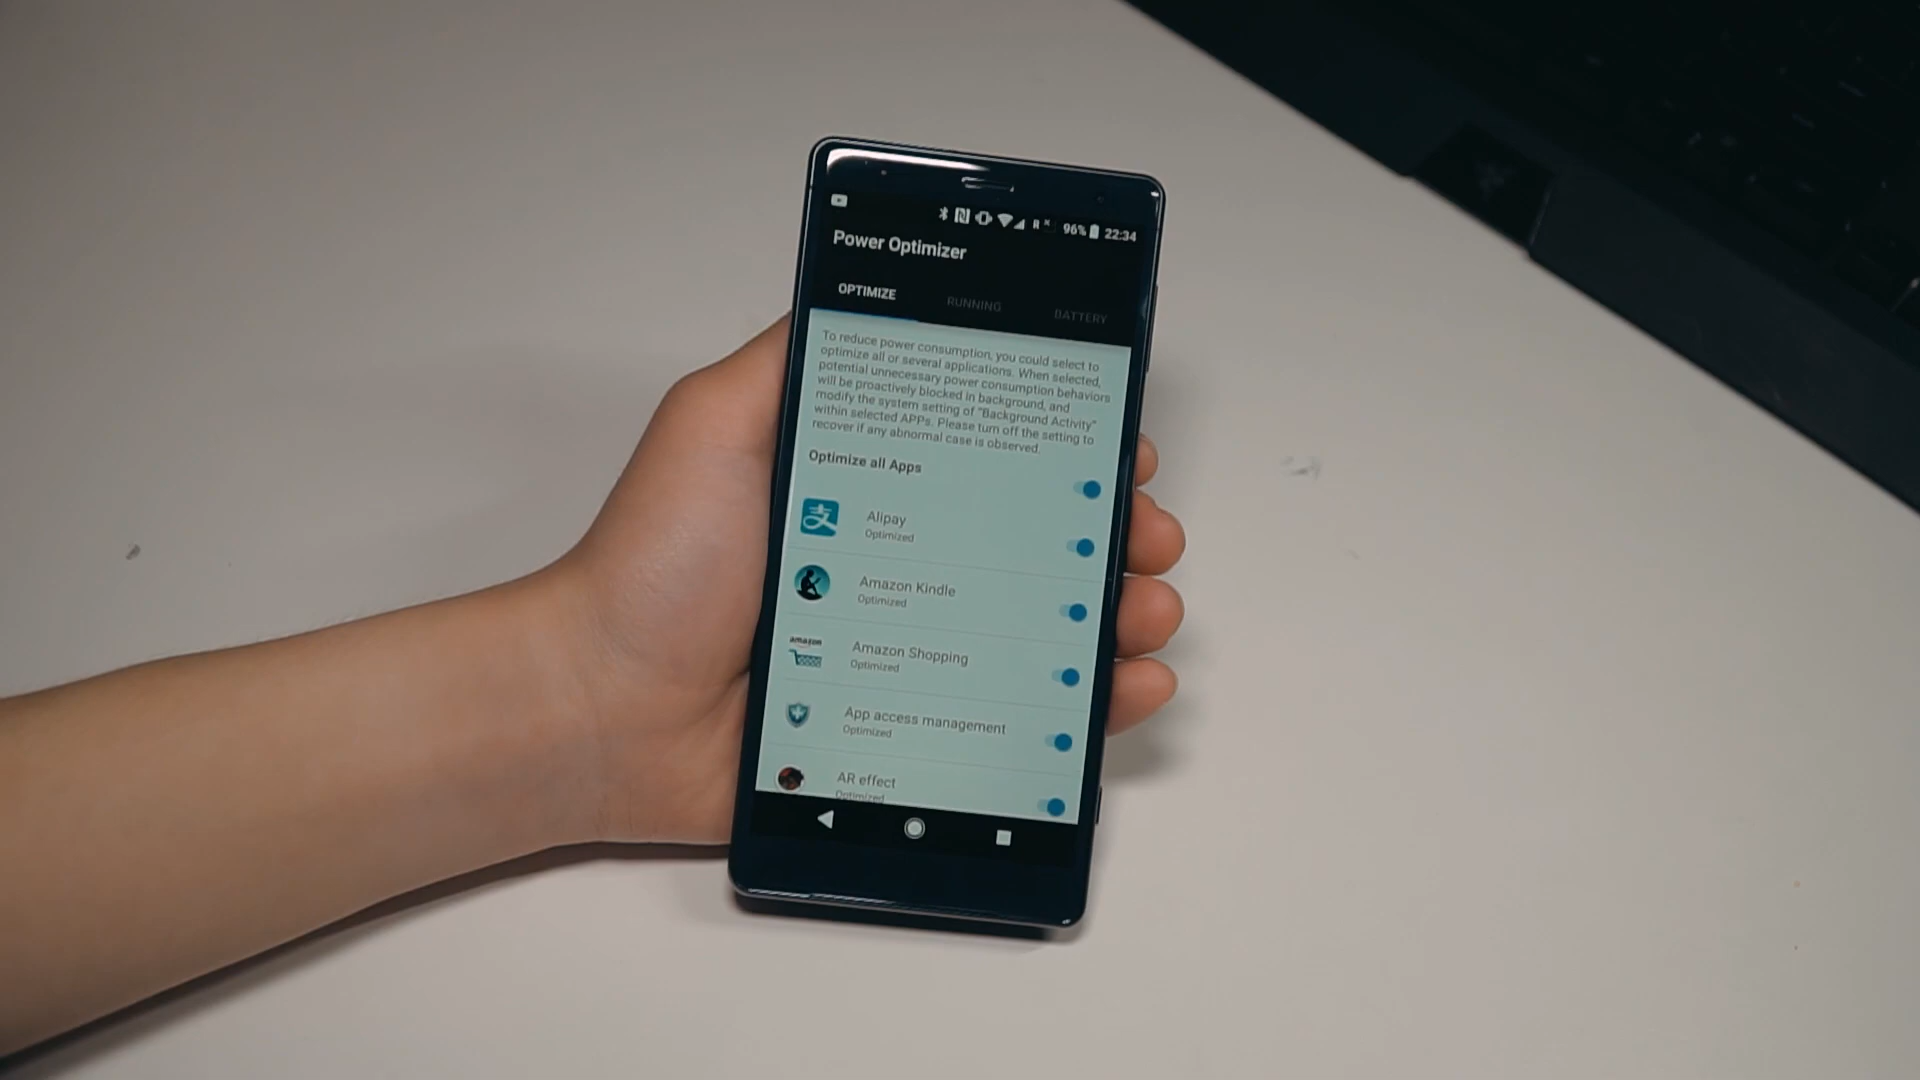 R 96% 22:34
Power Optimizer
OPTIMIZE RUNNING BATTERY
To reduce power consumption, you could select to
optimize all or several applications. When selected,
potential unnecessary power consumption behaviors
will be proactively blocked in background, and
modify the system setting of "Background Activity"
within selected APPs. Please turn off the setting to
recover if any abnormal case is observed.
Optimize all Apps
支
Alipay
Optimized
Amazon Kindle
Optimized
amazon
Amazon Shopping
Optimized
App access management
Optimized
AR effect
Optimized